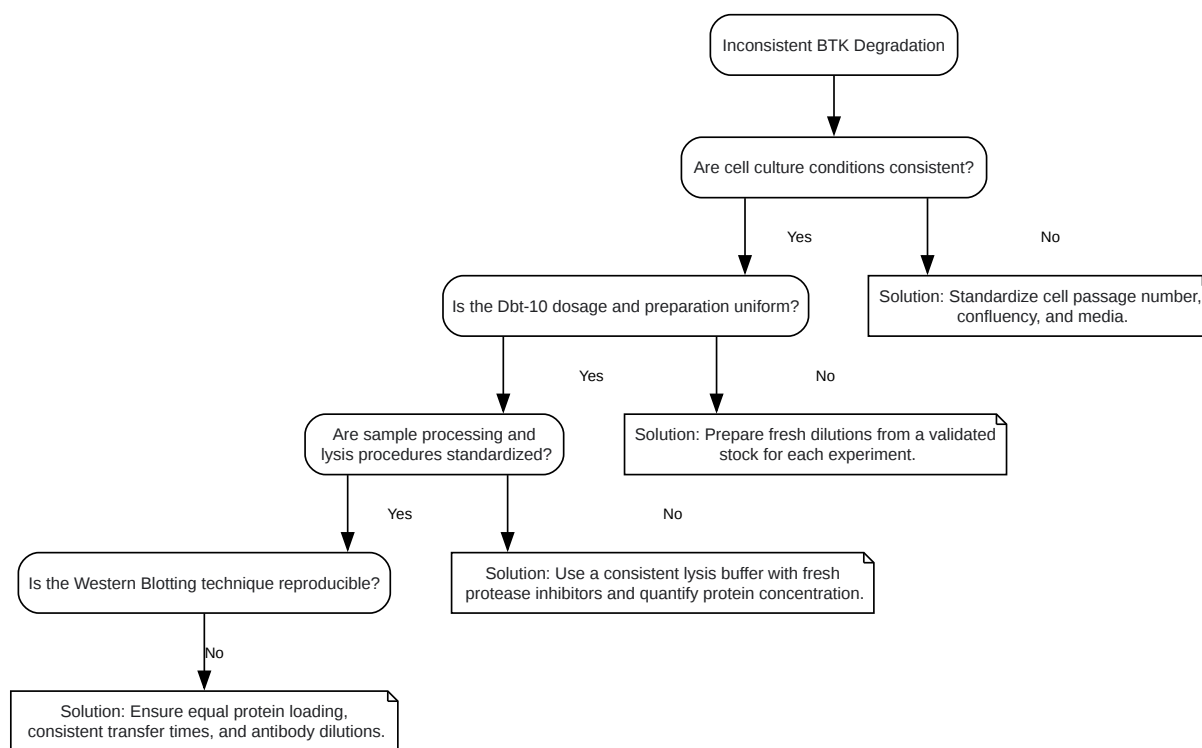 Inconsistent BTK Degradation
Are cell culture conditions consistent?
Yes
No
Is the Dbt-10 dosage and preparation uniform?
Solution: Standardize cell passage number,
confluency, and media.
Yes
No
Are sample processing and
lysis procedures standardized?
Solution: Prepare fresh dilutions from a validated
stock for each experiment.
Yes
No
Is the Western Blotting technique reproducible?
Solution: Use a consistent lysis buffer with fresh
protease inhibitors and quantify protein concentration.
No
Solution: Ensure equal protein loading,
consistent transfer times, and antibody dilutions.